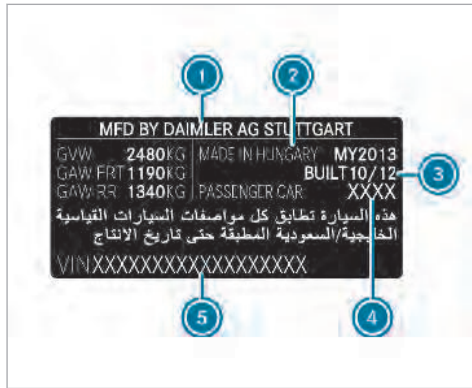 1
2
MFD BY DAIMLER AG STUTTGART
GVW 2480KG MADE IN HUNGARY MY2013
GAW FRT 1190KG BUILT 10/12
3
GAW RR 1340KG PASSENGER CAR XXXX
هذه السيارة تطابق كل مواصفات السيارات القياسية
الخليجية/السعودية المطبقة حتى تاريخ الانتاج
VIN XXXXXXXXXXXXXXXXXX
5
4